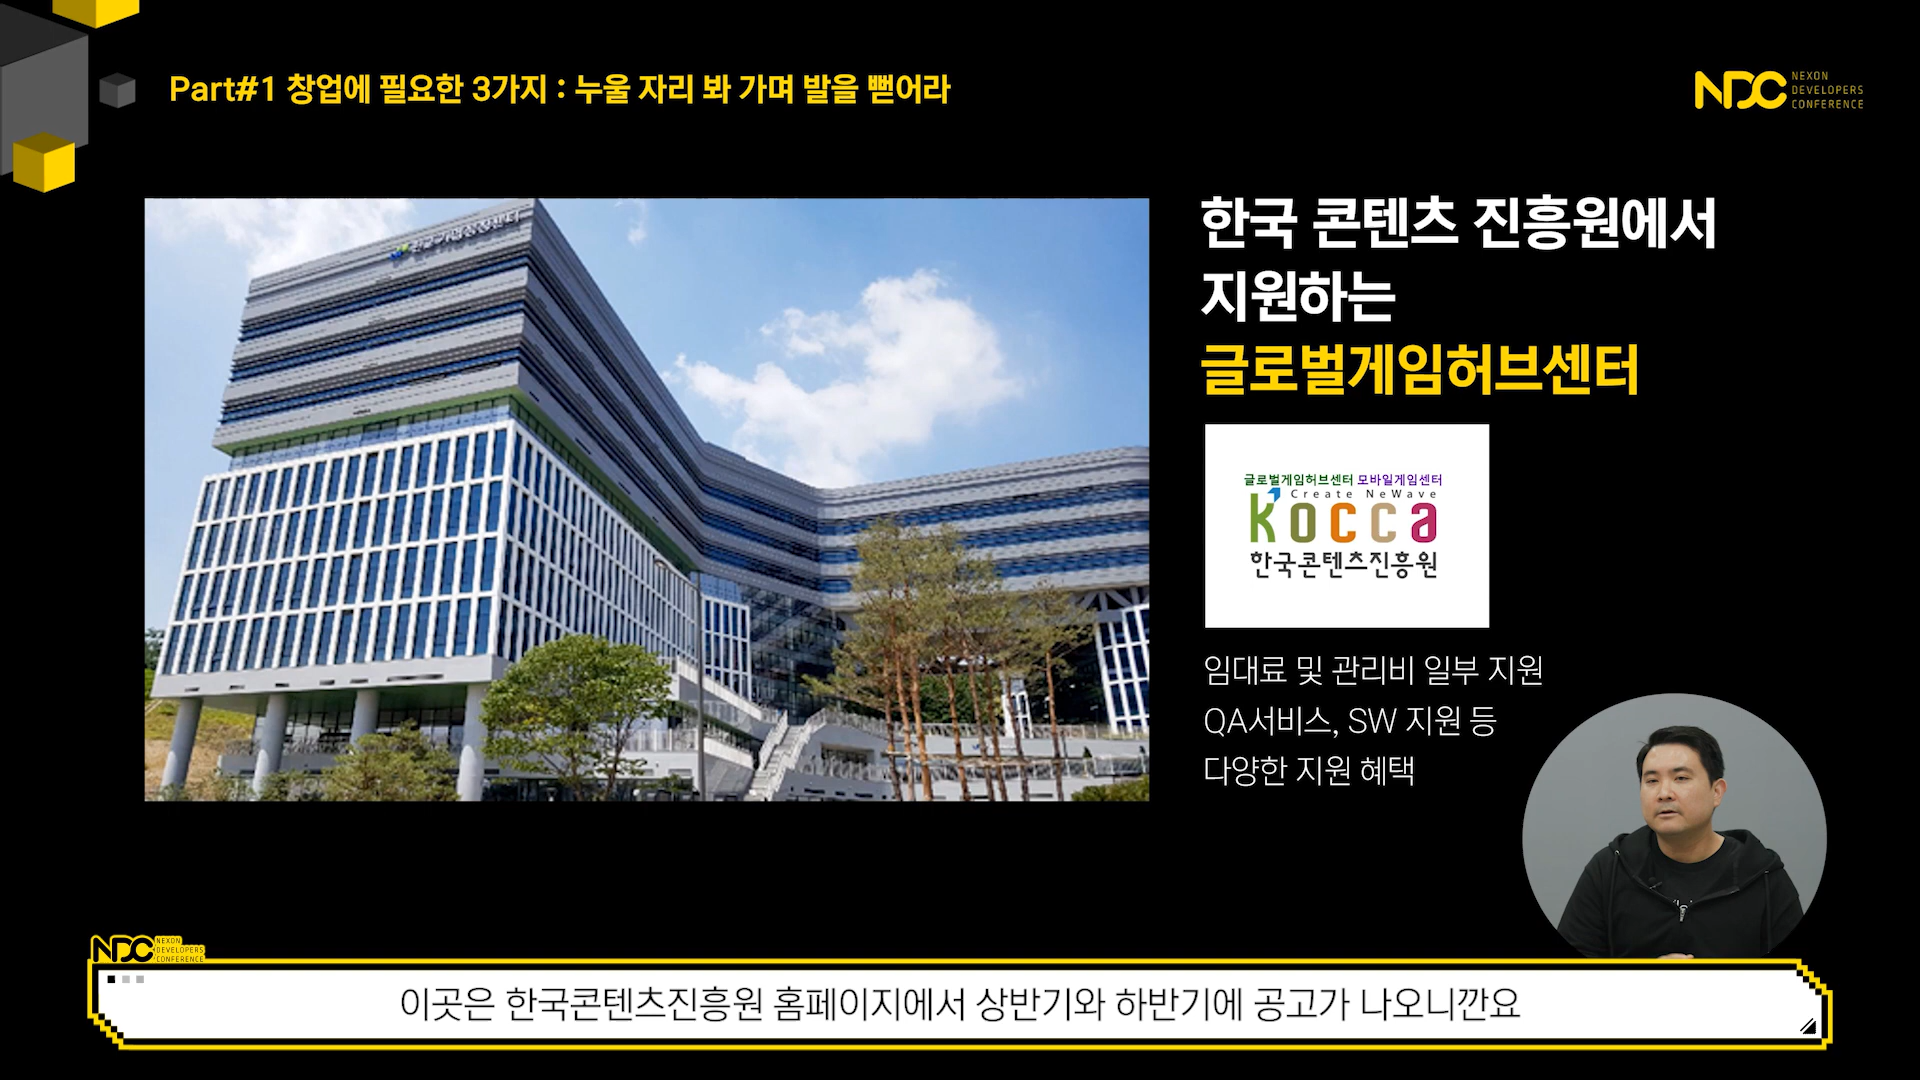 Part#1 창업에 필요한 3가지 : 누울 자리 봐 가며 발을 뻗어라
NDC NEXON
DEVELOPERS
CONFERENCE
한국 콘텐츠 진흥원에서
지원하는
글로벌게임허브센터
글로벌게임허브센터 모바일게임센터
Create NeWave
kocca
한국콘텐츠진흥원
임대료 및 관리비 일부 지원
QA서비스, SW 지원 등
다양한 지원 혜택
NDC NEXON
DEVELOPERS
CONFERENCE
이곳은 한국콘텐츠진흥원 홈페이지에서 상반기와 하반기에 공고가 나오니깐요